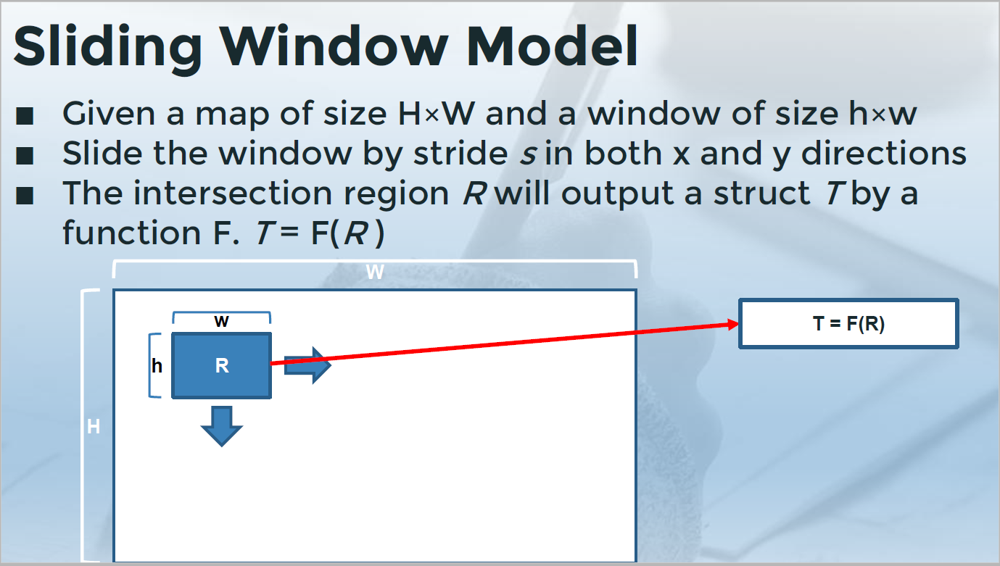 Sliding Window Model
■ Given a map of size H×W and a window of size h×w
■ Slide the window by stride s in both x and y directions
■ The intersection region R will output a struct T by a
function F. T = F(R)
W
w
T = F(R)
h
R
H